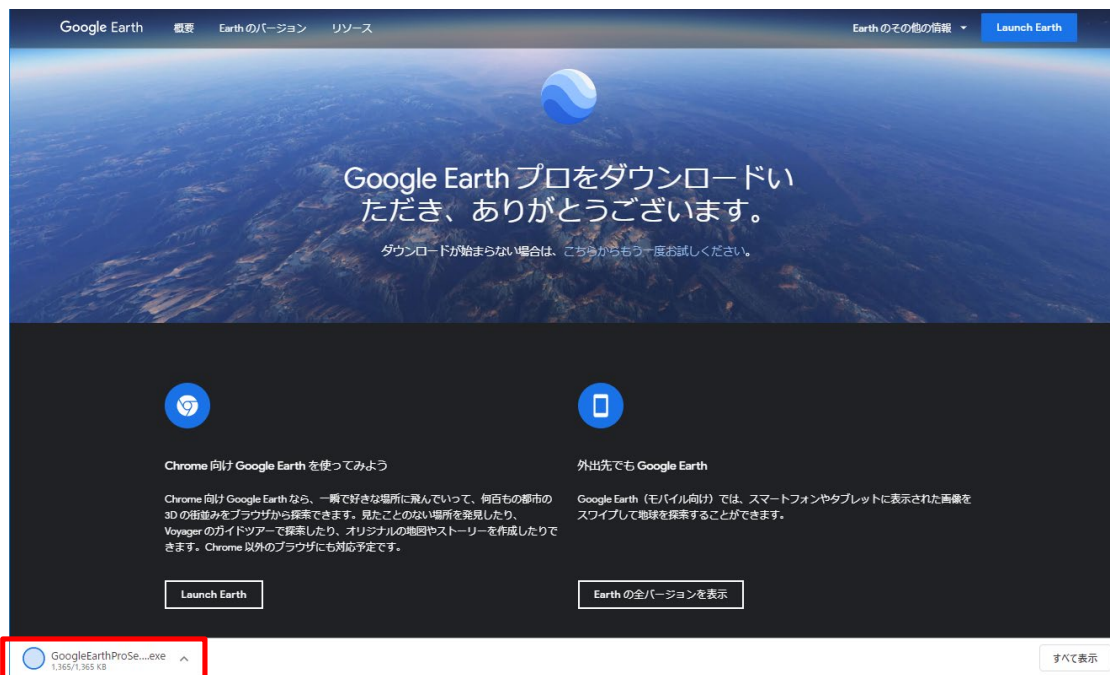 Google Earth 概要 Earth のバージョン リソース Earth のその他の情報 Launch Earth
Google Earth プロをダウンロードい
ただき、ありがとうございます。
ダウンロードが始まらない場合は、こちらからもう一度お試しください。
Chrome 向け Google Earth を使ってみよう
Chrome 向け Google Earth なら、一瞬で好きな場所に飛んでいって、何百もの都市の
3D の街並みをブラウザから探索できます。見たことのない場所を発見したり、
Voyager のガイドツアーで探索したり、オリジナルの地図やストーリーを作成したりで
きます。Chrome 以外のブラウザにも対応予定です。
Launch Earth
外出先でも Google Earth
Google Earth（モバイル向け）では、スマートフォンやタブレットに表示された画像を
スワイプして地球を探索することができます。
Earth の全バージョンを表示
GoogleEarthProSe....exe
1,365/1,365 KB
すべて表示